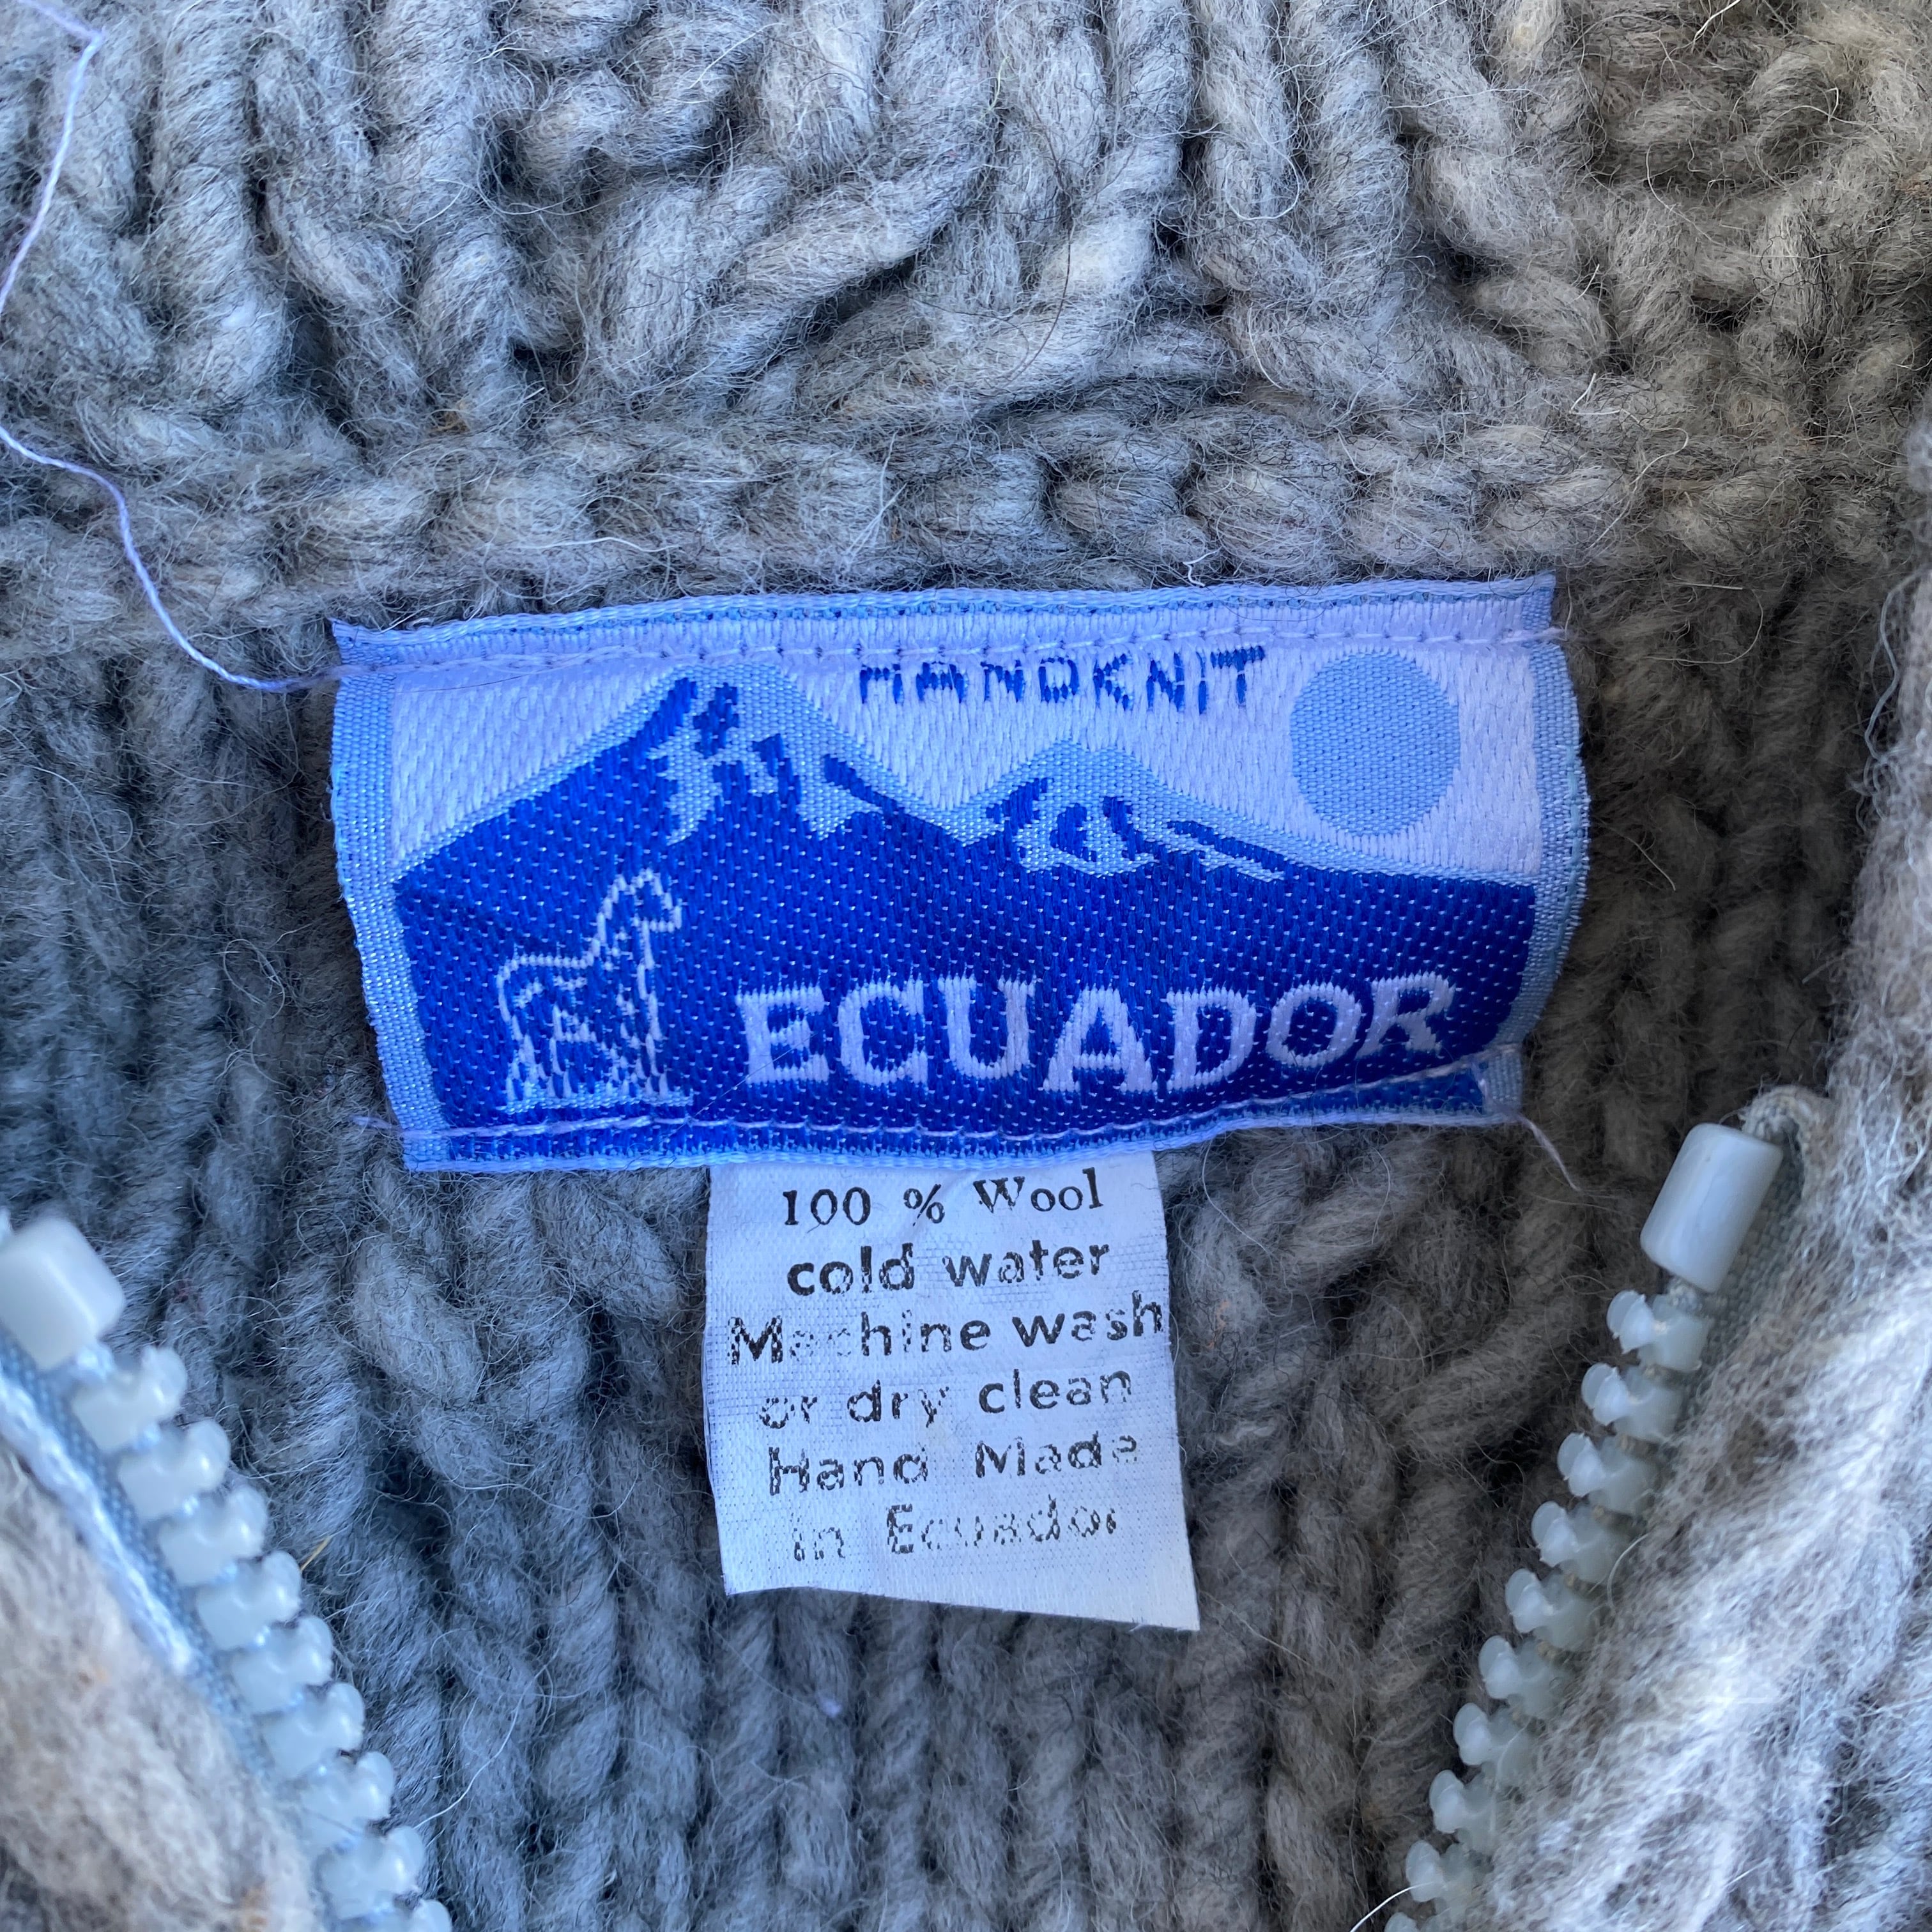 HANDKNIT
ECUADOR
100 % Wool
cold water
Machine wash
or dry clean
Hand Made
in Ecuador